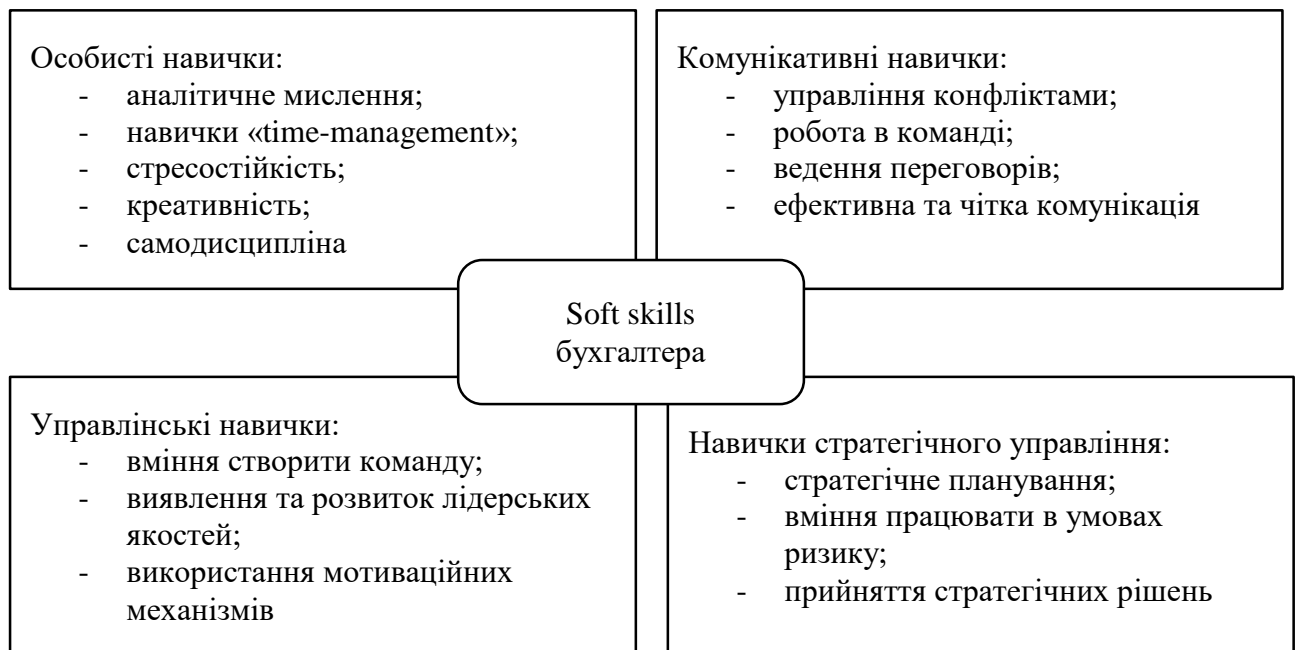 Особисті навички:
- аналітичне мислення;
- навички «time-management»;
- стресостійкість;
- креативність;
- самодисципліна
Комунікативні навички:
- управління конфліктами;
- робота в команді;
- ведення переговорів;
- ефективна та чітка комунікація
Soft skills
бухгалтера
Управлінські навички:
- вміння створити команду;
- виявлення та розвиток лідерських
якостей;
- використання мотиваційних
механізмів
Навички стратегічного управління:
- стратегічне планування;
- вміння працювати в умовах
ризику;
- прийняття стратегічних рішень